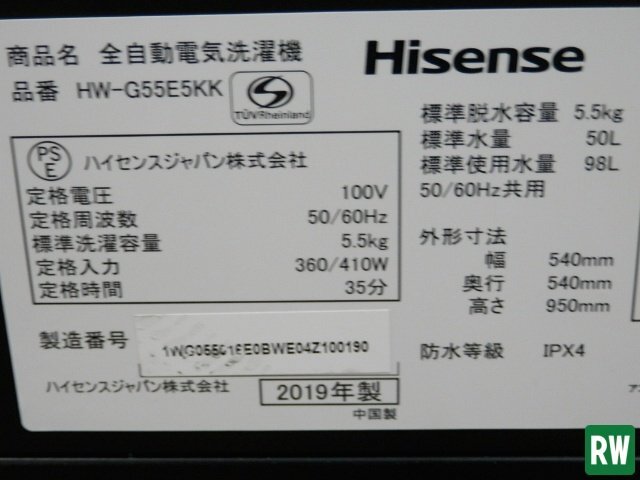 商品名 全自動電気洗濯機
品番 HW-G55E5KK
S
TÜVRheinland
Hisense
標準脱水容量 5.5kg
標準水量 50L
標準使用水量 98L
50/60Hz共用
PS
E
ハイセンスジャパン株式会社
定格電圧 100V
定格周波数 50/60Hz
標準洗濯容量 5.5kg
定格入力 360/410W
定格時間 35分
外形寸法
幅 540mm
奥行 540mm
高さ 950mm
製造番号
防水等級 IPX4
ハイセンスジャパン株式会社 2019年製
中国製
RW